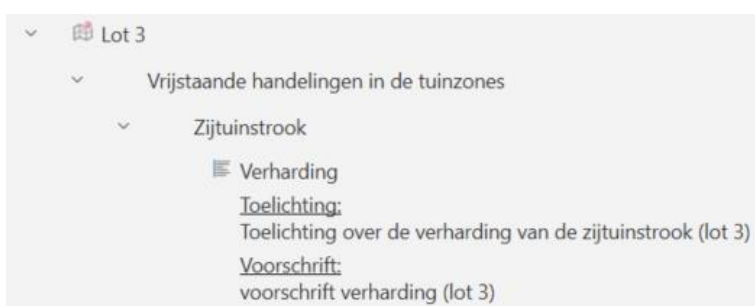 Lot 3
Vrijstaande handelingen in de tuinzones
Zijtuinstrook
Verharding
Toelichting:
Toelichting over de verharding van de zijtuinstrook (lot 3)
Voorschrift:
voorschrift verharding (lot 3)